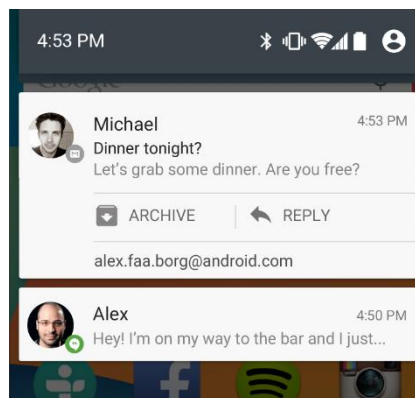 4:53 PM
Google
Michael
4:53 PM
Dinner tonight?
Let's grab some dinner. Are you free?
ARCHIVE
REPLY
alex.faa.borg@android.com
Alex
4:50 PM
Hey! I'm on my way to the bar and I just...